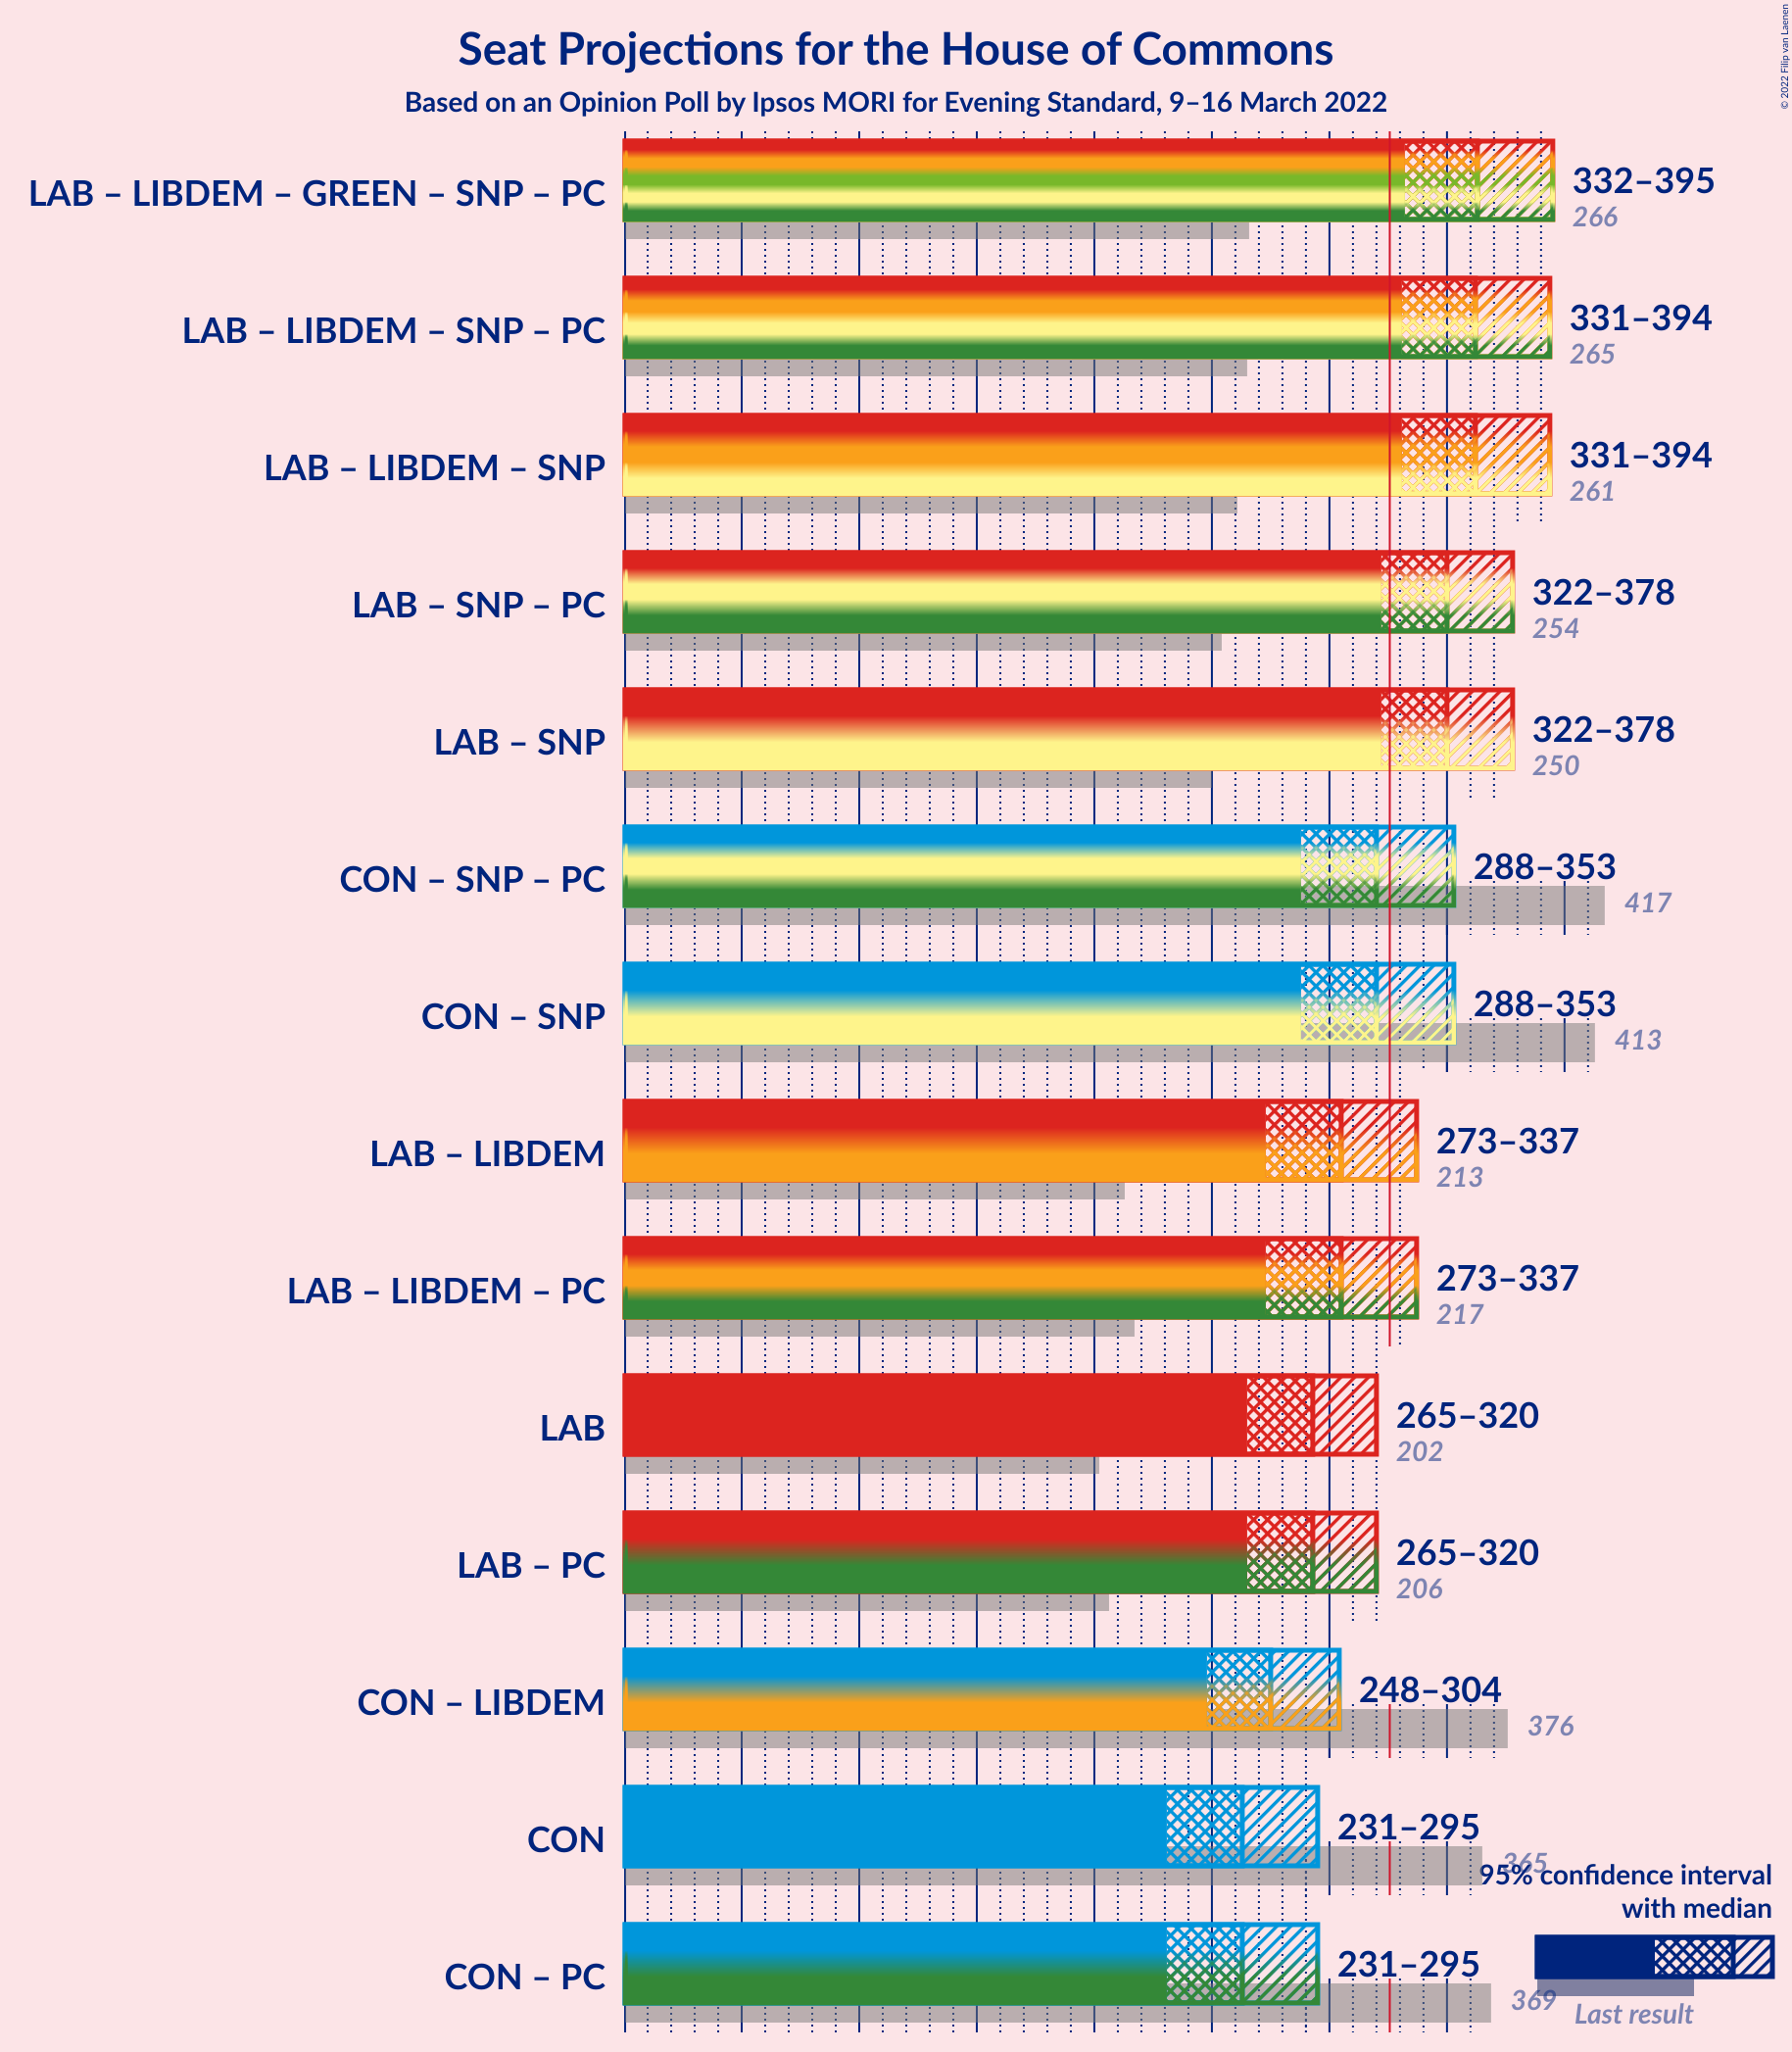 Seat Projections for the House of Commons
Based on an Opinion Poll by Ipsos MORI for Evening Standard, 9–16 March 2022
© 2022 Filip van Laenen
LAB – LIBDEM – GREEN – SNP – PC
332–395
266
LAB – LIBDEM – SNP – PC
331–394
265
LAB – LIBDEM – SNP
331–394
261
LAB – SNP – PC
322–378
254
LAB – SNP
322–378
250
CON – SNP – PC
288–353
417
CON – SNP
288–353
413
LAB – LIBDEM
273–337
213
LAB – LIBDEM – PC
273–337
217
LAB
265–320
202
LAB – PC
265–320
206
CON – LIBDEM
248–304
376
CON
231–295
365
CON – PC
231–295
369
95% confidence interval
with median
Last result